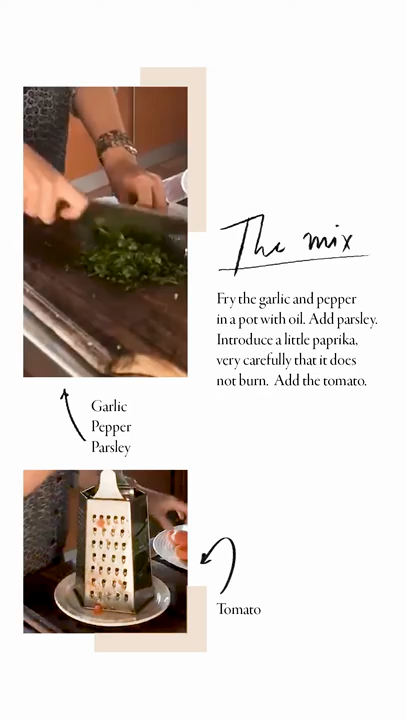 The mix
Fry the garlic and pepper
in a pot with oil. Add parsley.
Introduce a little paprika,
very carefully that it does
not burn. Add the tomato.
Garlic
Pepper
Parsley
Tomato